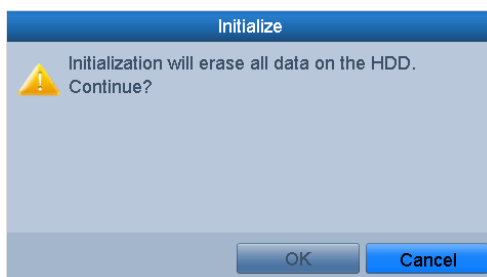 Initialize
Initialization will erase all data on the HDD.
Continue?
OK
Cancel